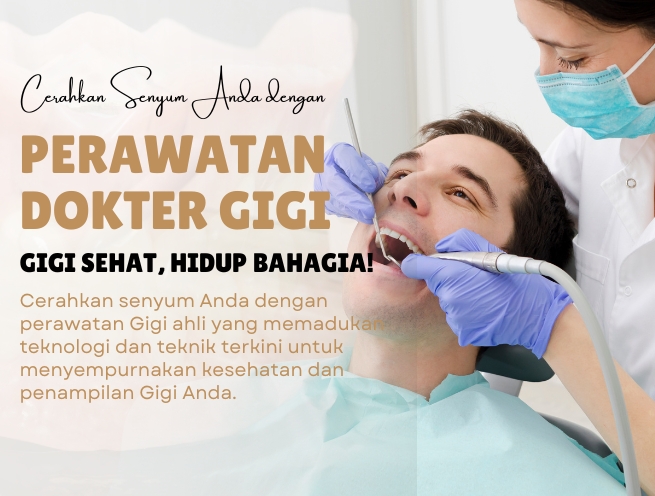 Cerahkan Senyum Anda dengan
PERAWATAN
DOKTER GIGI
GIGI SEHAT, HIDUP BAHAGIA!
Cerahkan senyum Anda dengan
perawatan Gigi ahli yang memadukan
teknologi dan teknik terkini untuk
menyempurnakan kesehatan dan
penampilan Gigi Anda.